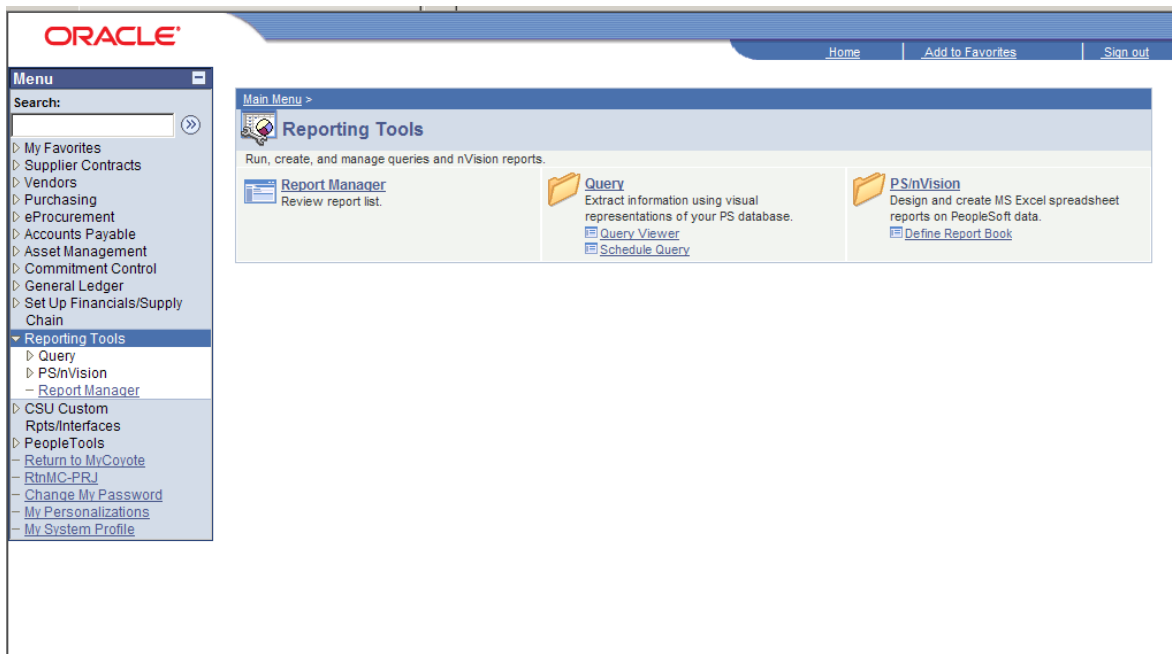 ORACLE'
Home
Add to Favorites
Sign out
Menu
Search:
My Favorites
Supplier Contracts
Vendors
Purchasing
eProcurement
Accounts Payable
Asset Management
Commitment Control
General Ledger
Set Up Financials/Supply
Chain
Reporting Tools
Query
PS/nVision
Report Manager
CSU Custom
Rpts/Interfaces
PeopleTools
Return to MyCoyote
RtnMC-PRJ
Change My Password
My Personalizations
My System Profile
Main Menu >
Reporting Tools
Run, create, and manage queries and nVision reports.
Report Manager
Review report list.
Query
Extract information using visual
representations of your PS database.
Query Viewer
Schedule Query
PS/nVision
Design and create MS Excel spreadsheet
reports on PeopleSoft data.
Define Report Book